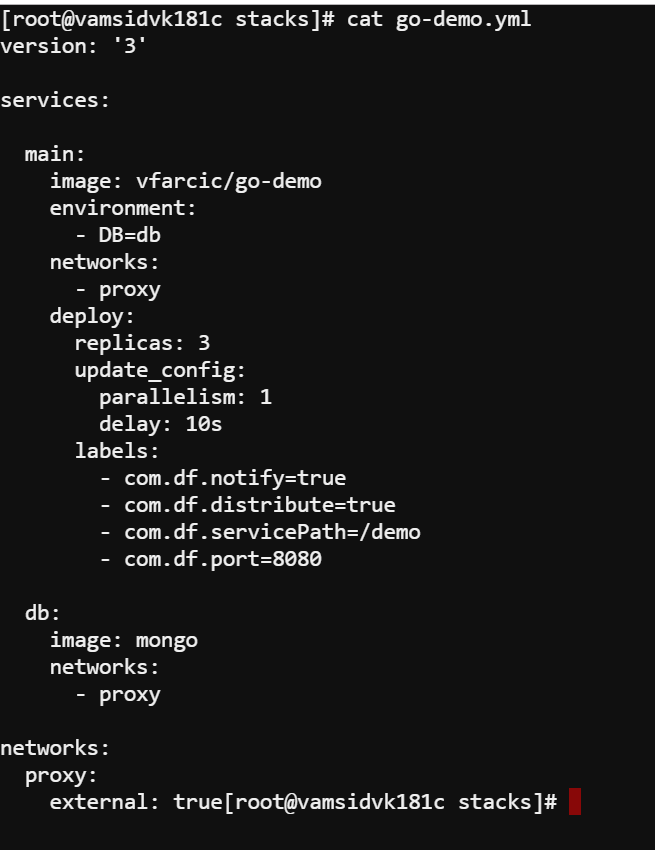 [root@vamsidvk181c stacks]# cat go-demo.yml
version: '3'

services:

  main:
    image: vfarcic/go-demo
    environment:
      - DB=db
    networks:
      - proxy
    deploy:
      replicas: 3
      update_config:
        parallelism: 1
        delay: 10s
      labels:
        - com.df.notify=true
        - com.df.distribute=true
        - com.df.servicePath=/demo
        - com.df.port=8080

  db:
    image: mongo
    networks:
      - proxy

networks:
  proxy:
    external: true[root@vamsidvk181c stacks]#